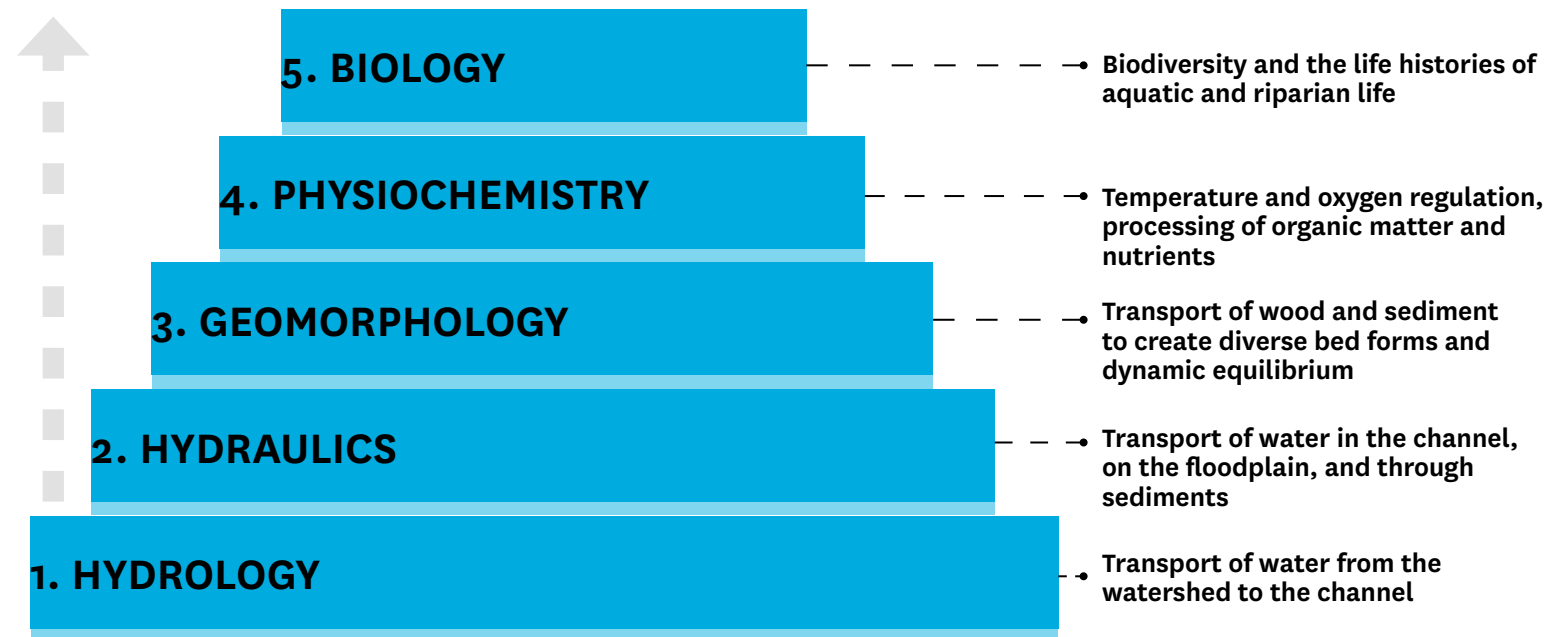 5. BIOLOGY
Biodiversity and the life histories of
aquatic and riparian life
4. PHYSIOCHEMISTRY
Temperature and oxygen regulation,
processing of organic matter and
nutrients
3. GEOMORPHOLOGY
Transport of wood and sediment
to create diverse bed forms and
dynamic equilibrium
2. HYDRAULICS
Transport of water in the channel,
on the floodplain, and through
sediments
1. HYDROLOGY
Transport of water from the
watershed to the channel